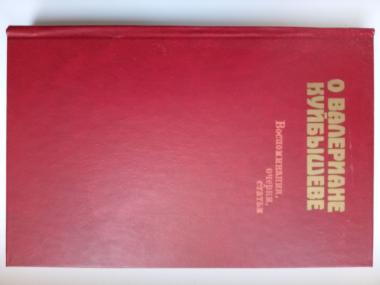 О ВАЛЕРИАНЕ
КУЙБЫШЕВЕ
Воспоминания,
очерки,
статьи